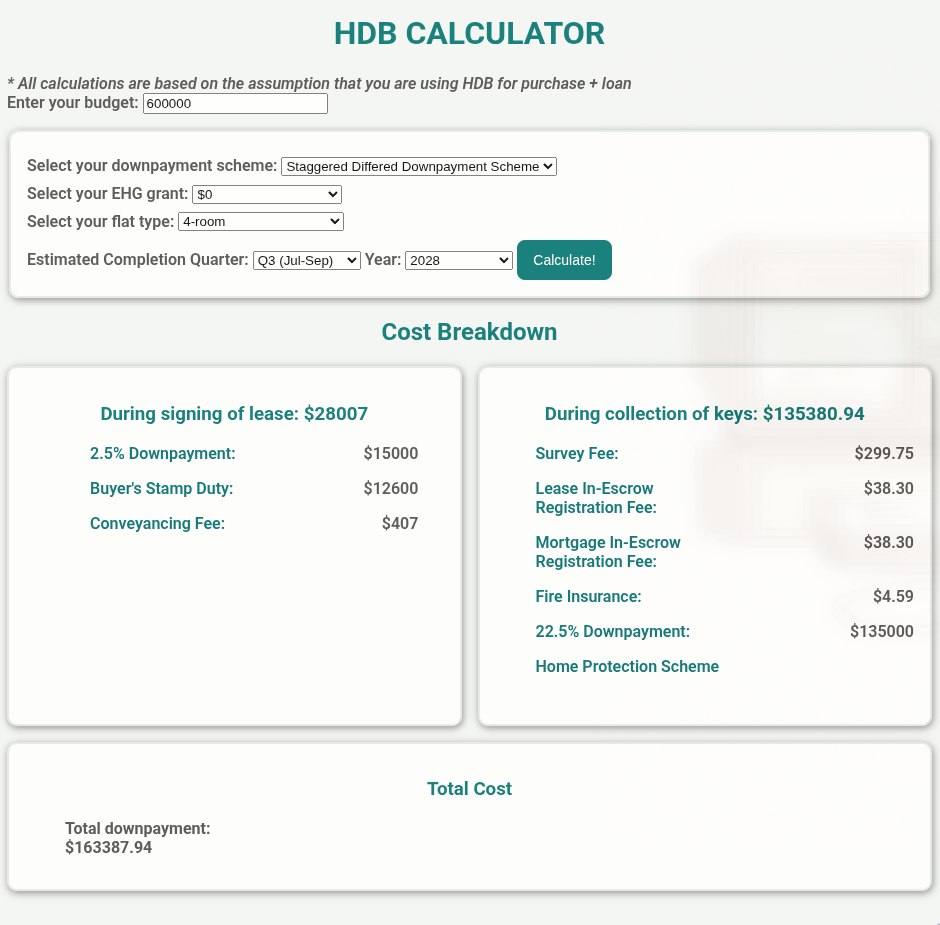 HDB CALCULATOR
* All calculations are based on the assumption that you are using HDB for purchase + loan
Enter your budget: 600000
Select your downpayment scheme: Staggered Differed Downpayment Scheme
Select your EHG grant: $0
Select your flat type: 4-room
Estimated Completion Quarter: Q3 (Jul-Sep) Year: 2028 Calculate!
Cost Breakdown
During signing of lease: $28007
2.5% Downpayment: $15000
Buyer's Stamp Duty: $12600
Conveyancing Fee: $407
During collection of keys: $135380.94
Survey Fee: $299.75
Lease In-Escrow $38.30
Registration Fee:
Mortgage In-Escrow $38.30
Registration Fee:
Fire Insurance: $4.59
22.5% Downpayment: $135000
Home Protection Scheme
Total Cost
Total downpayment:
$163387.94